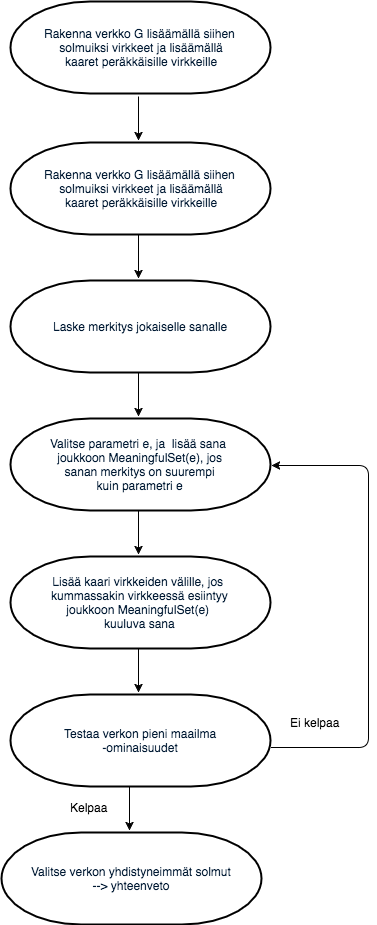 Rakenna verkko G lisäämällä siihen
solmuiksi virkkeet ja lisäämällä
kaaret peräkkäisille virkkeille
Rakenna verkko G lisäämällä siihen
solmuiksi virkkeet ja lisäämällä
kaaret peräkkäisille virkkeille
Laske merkitys jokaiselle sanalle
Valitse parametri e, ja lisää sana
joukkoon MeaningfulSet(e), jos
sanan merkitys on suurempi
kuin parametri e
Lisää kaari virkkeiden välille, jos
kummassakin virkkeessä esiintyy
joukkoon MeaningfulSet(e)
kuuluva sana
Testaa verkon pieni maailma
-ominaisuudet
Ei kelpaa
Kelpaa
Valitse verkon yhdistyneimmät solmut
--> yhteenveto